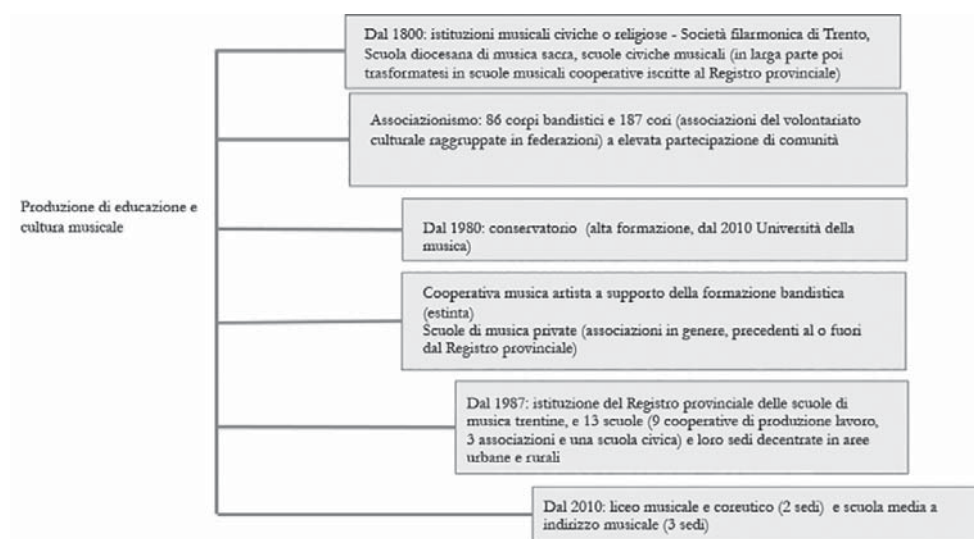 Dal 1800: istituzioni musicali civiche o religiose - Società filarmonica di Trento,
Scuola diocesana di musica sacra, scuole civiche musicali (in larga parte poi
trasformatesi in scuole musicali cooperative iscritte al Registro provinciale)
Associazionismo: 86 corpi bandistici e 187 cori (associazioni del volontariato
culturale raggruppate in federazioni) a elevata partecipazione di comunità
Produzione di educazione e
cultura musicale
Dal 1980: conservatorio (alta formazione, dal 2010 Università della
musica)
Cooperativa musica artista a supporto della formazione bandistica
(estinta)
Scuole di musica private (associazioni in genere, precedenti al o fuori
dal Registro provinciale)
Dal 1987: istituzione del Registro provinciale delle scuole di
musica trentine, e 13 scuole (9 cooperative di produzione lavoro,
3 associazioni e una scuola civica) e loro sedi decentrate in aree
urbane e rurali
Dal 2010: liceo musicale e coreutico (2 sedi) e scuola media a
indirizzo musicale (3 sedi)